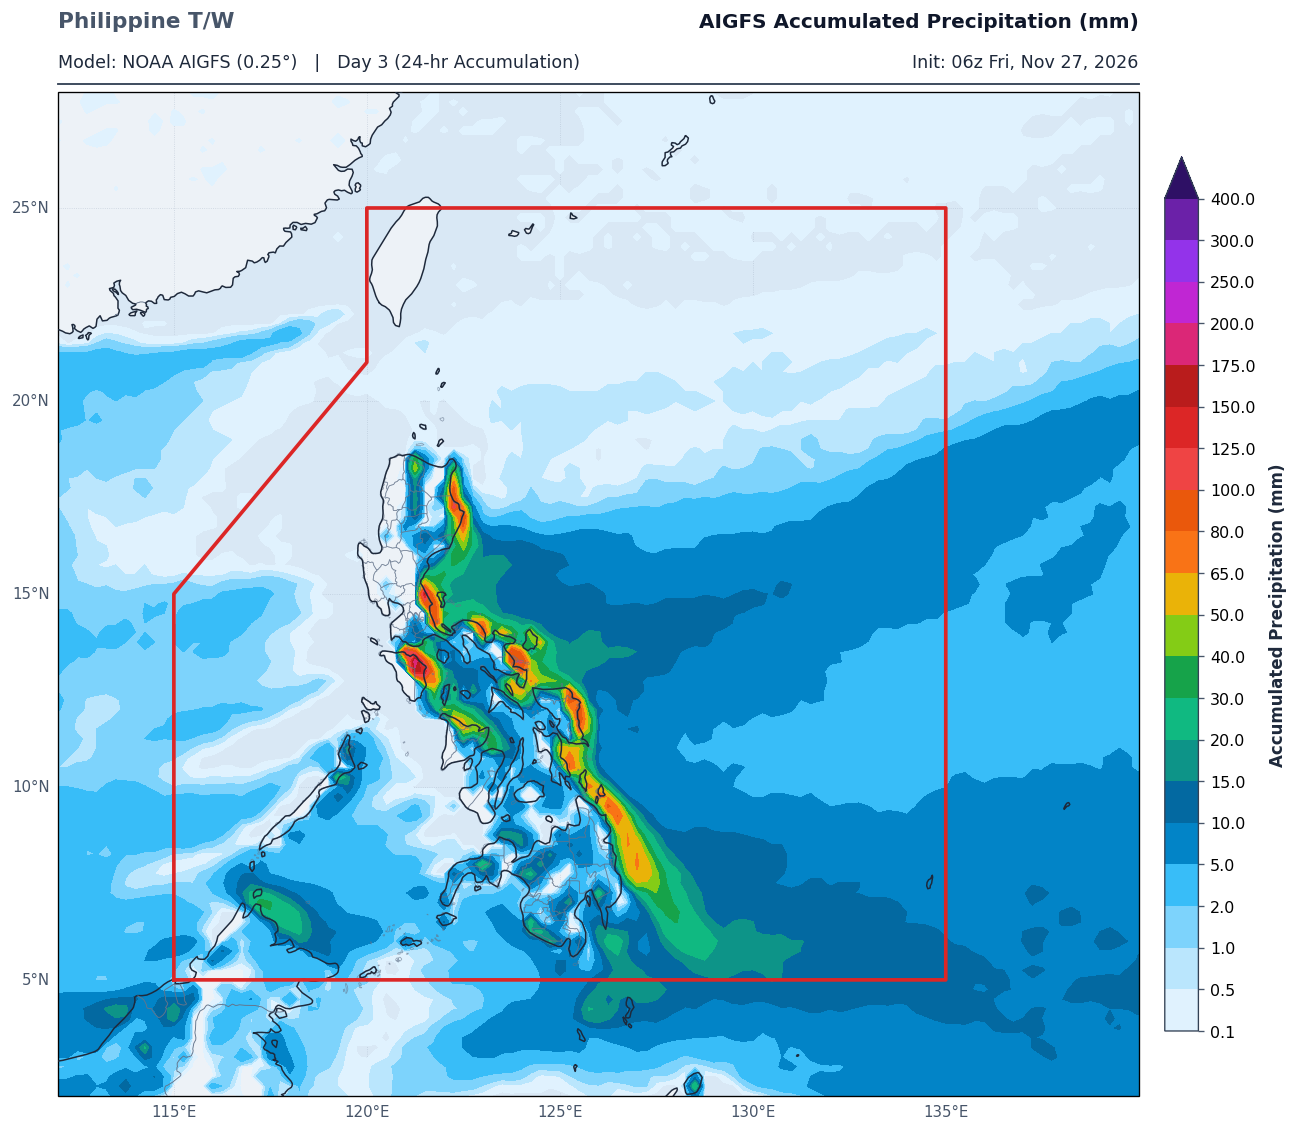 Philippine T/W
AIGFS Accumulated Precipitation (mm)
Model: NOAA AIGFS (0.25°)   |   Day 3 (24-hr Accumulation)
Init: 06z Fri, Nov 27, 2026
25°N
20°N
15°N
10°N
5°N
115°E
120°E
125°E
130°E
135°E
400.0
300.0
250.0
200.0
175.0
150.0
125.0
100.0
80.0
65.0
50.0
40.0
30.0
20.0
15.0
10.0
5.0
2.0
1.0
0.5
0.1
Accumulated Precipitation (mm)